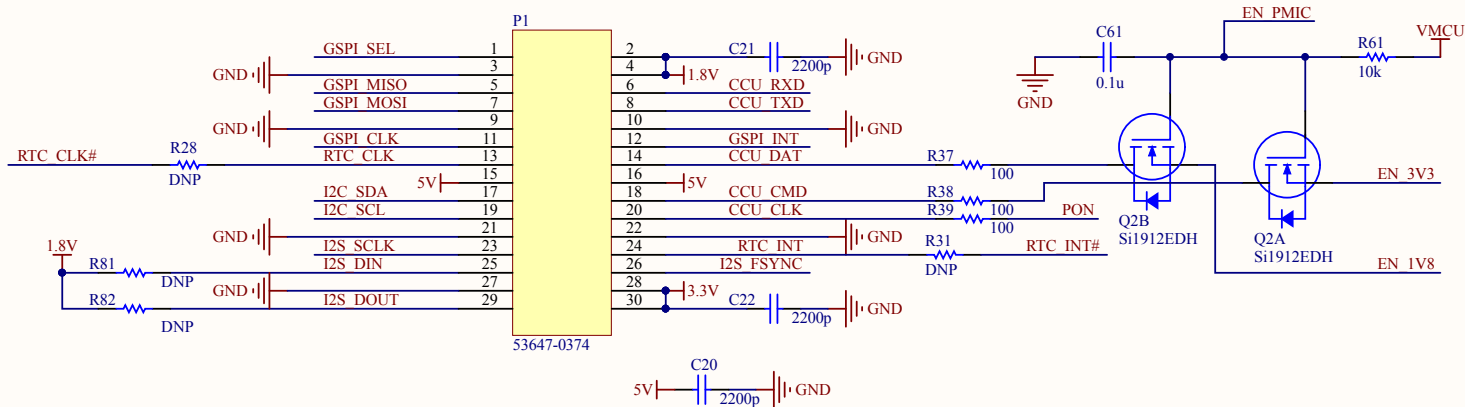 P1
EN_PMIC
VMCU
C61
0.1u
GND
R61
10k
GSPI_SEL 1 2 C21 2200p GND
GND 3 4 1.8V
GSPI_MISO 5 6 CCU_RXD
GSPI_MOSI 7 8 CCU_TXD
GND 9 10 GND
GSPI_CLK 11 12 GSPI_INT
RTC_CLK# R28 DNP RTC_CLK 13 14 CCU_DAT R37 100
5V 15 16 5V
I2C_SDA 17 18 CCU_CMD R38 100 EN_3V3
I2C_SCL 19 20 CCU_CLK R39 100 PON
GND 21 22 GND
I2S_SCLK 23 24 RTC_INT R31 DNP RTC_INT#
1.8V
R81 DNP I2S_DIN 25 26 I2S_FSYNC
GND 27 28 3.3V
R82 DNP I2S_DOUT 29 30 C22 2200p GND
53647-0374
Q2B
Si1912EDH
Q2A
Si1912EDH
EN_1V8
C20
5V GND
2200p